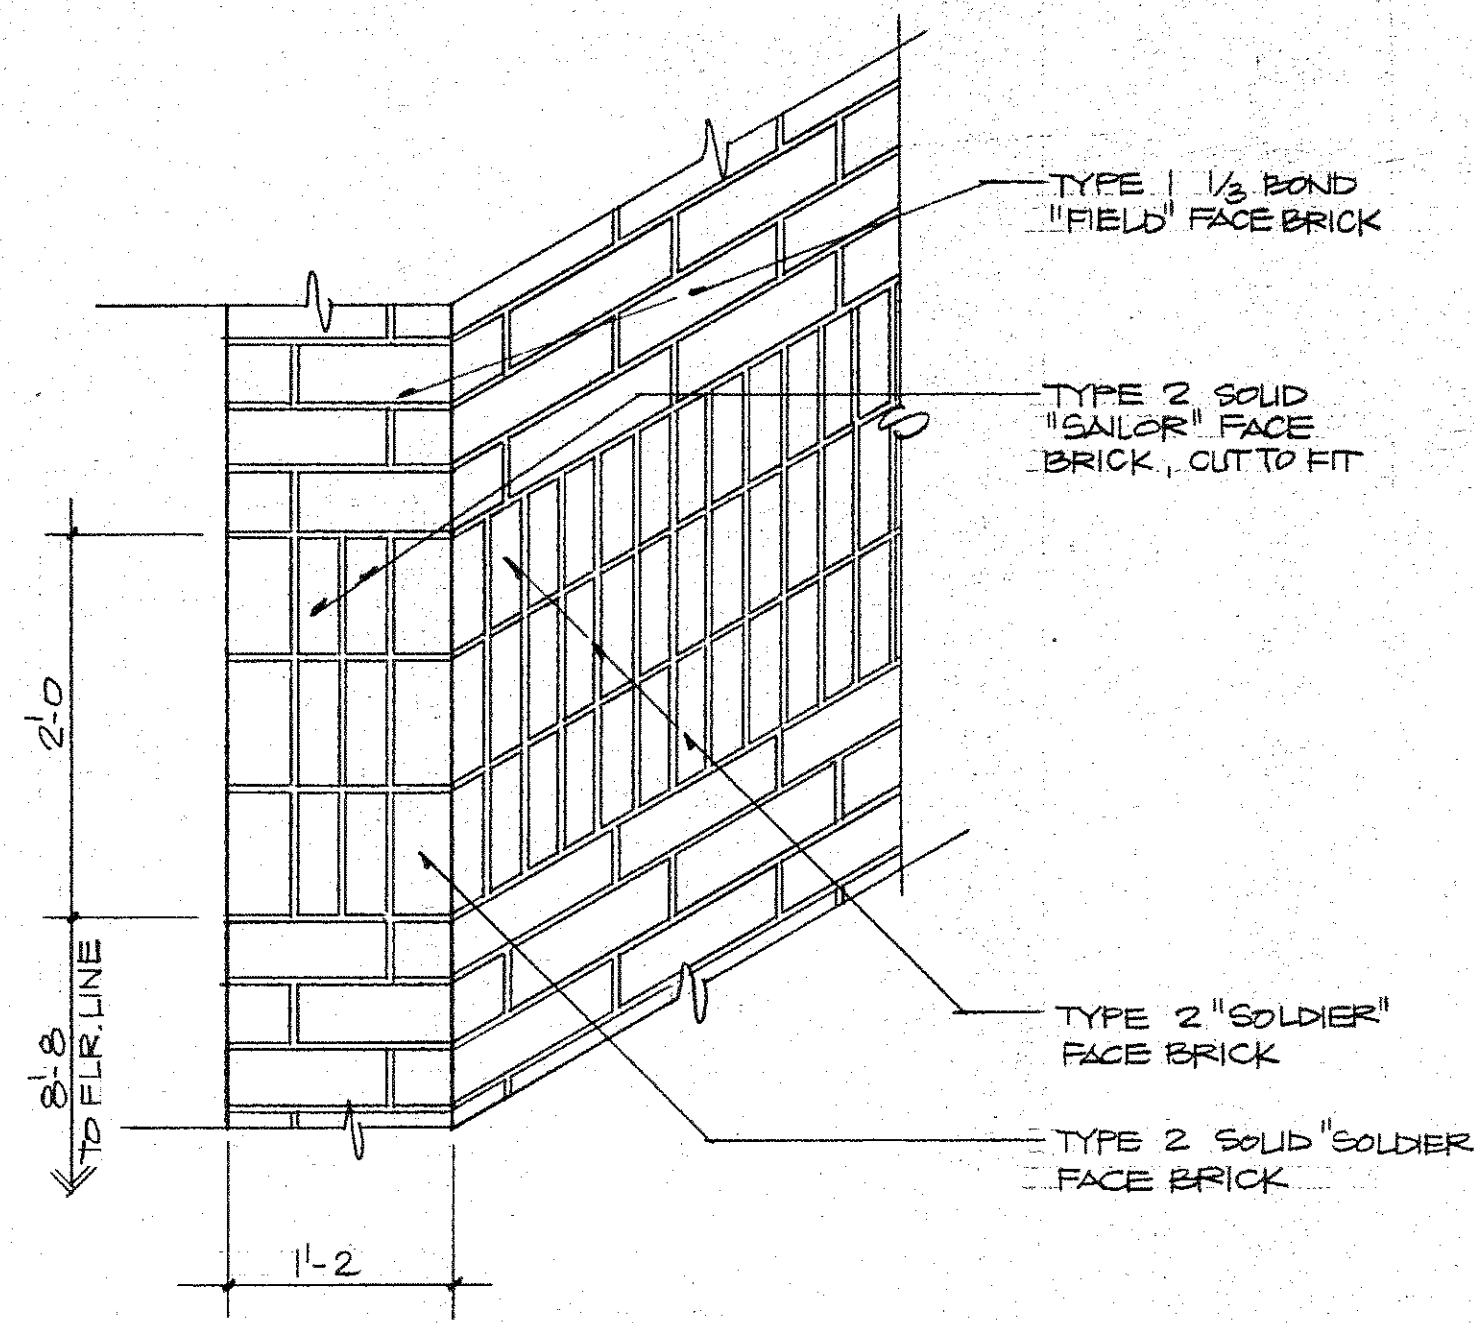 TYPE 1 1/3 BOND
"FIELD" FACE BRICK
TYPE 2 SOLID
"SAILOR" FACE
BRICK, CUT TO FIT
2'-0
8'-8
TO FLR. LINE
TYPE 2 "SOLDIER"
FACE BRICK
TYPE 2 SOLID "SOLDIER
FACE BRICK
1'-2